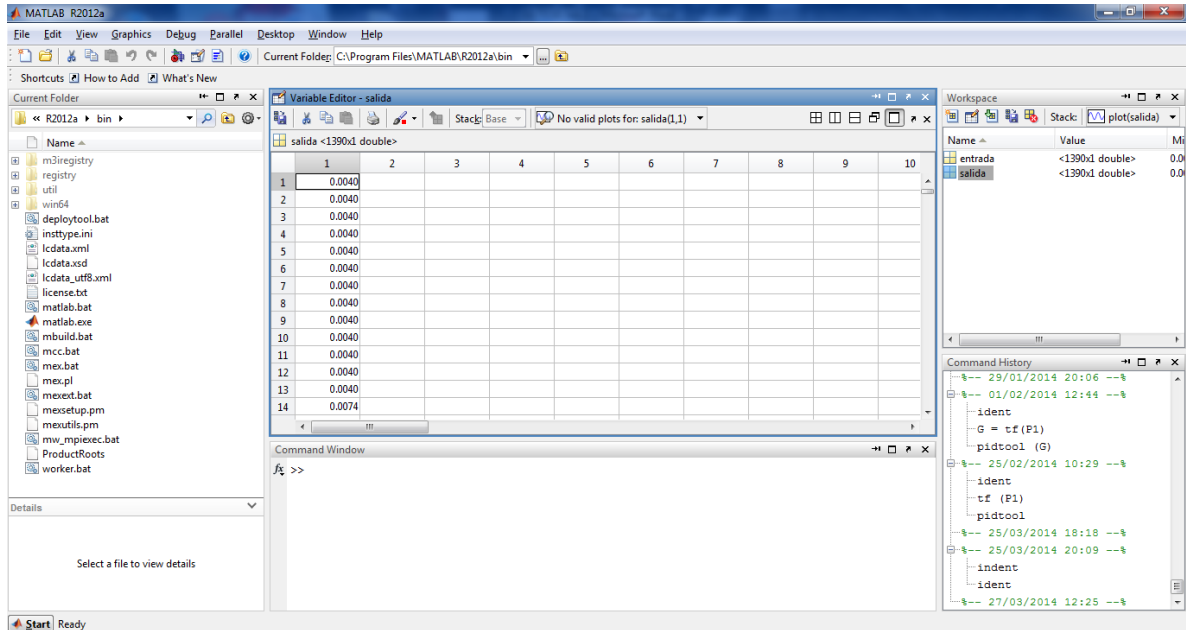 MATLAB R2012a
File Edit View Graphics Debug Parallel Desktop Window Help
Current Folder: C:\Program Files\MATLAB\R2012a\bin
Shortcuts How to Add What's New
Current Folder
« R2012a ▸ bin ▸
Name
m3iregistry
registry
util
win64
deploytool.bat
insttype.ini
lcdata.xml
lcdata.xsd
lcdata_utf8.xml
license.txt
matlab.bat
matlab.exe
mbuild.bat
mcc.bat
mex.bat
mex.pl
mexext.bat
mexsetup.pm
mexutils.pm
mw_mpiexec.bat
ProductRoots
worker.bat
Details
Select a file to view details
Start Ready
Variable Editor - salida
Stack: Base No valid plots for: salida(1,1)
salida <1390x1 double>
1 2 3 4 5 6 7 8 9 10
1 0.0040
2 0.0040
3 0.0040
4 0.0040
5 0.0040
6 0.0040
7 0.0040
8 0.0040
9 0.0040
10 0.0040
11 0.0040
12 0.0040
13 0.0040
14 0.0074
Command Window
fx >>
Workspace
Stack: plot(salida)
Name Value Mi
entrada <1390x1 double> 0.0
salida <1390x1 double> 0.0
Command History
%-- 29/01/2014 20:06 --%
%-- 01/02/2014 12:44 --%
ident
G = tf(P1)
pidtool (G)
%-- 25/02/2014 10:29 --%
ident
tf (P1)
pidtool
%-- 25/03/2014 18:18 --%
%-- 25/03/2014 20:09 --%
indent
ident
%-- 27/03/2014 12:25 --%